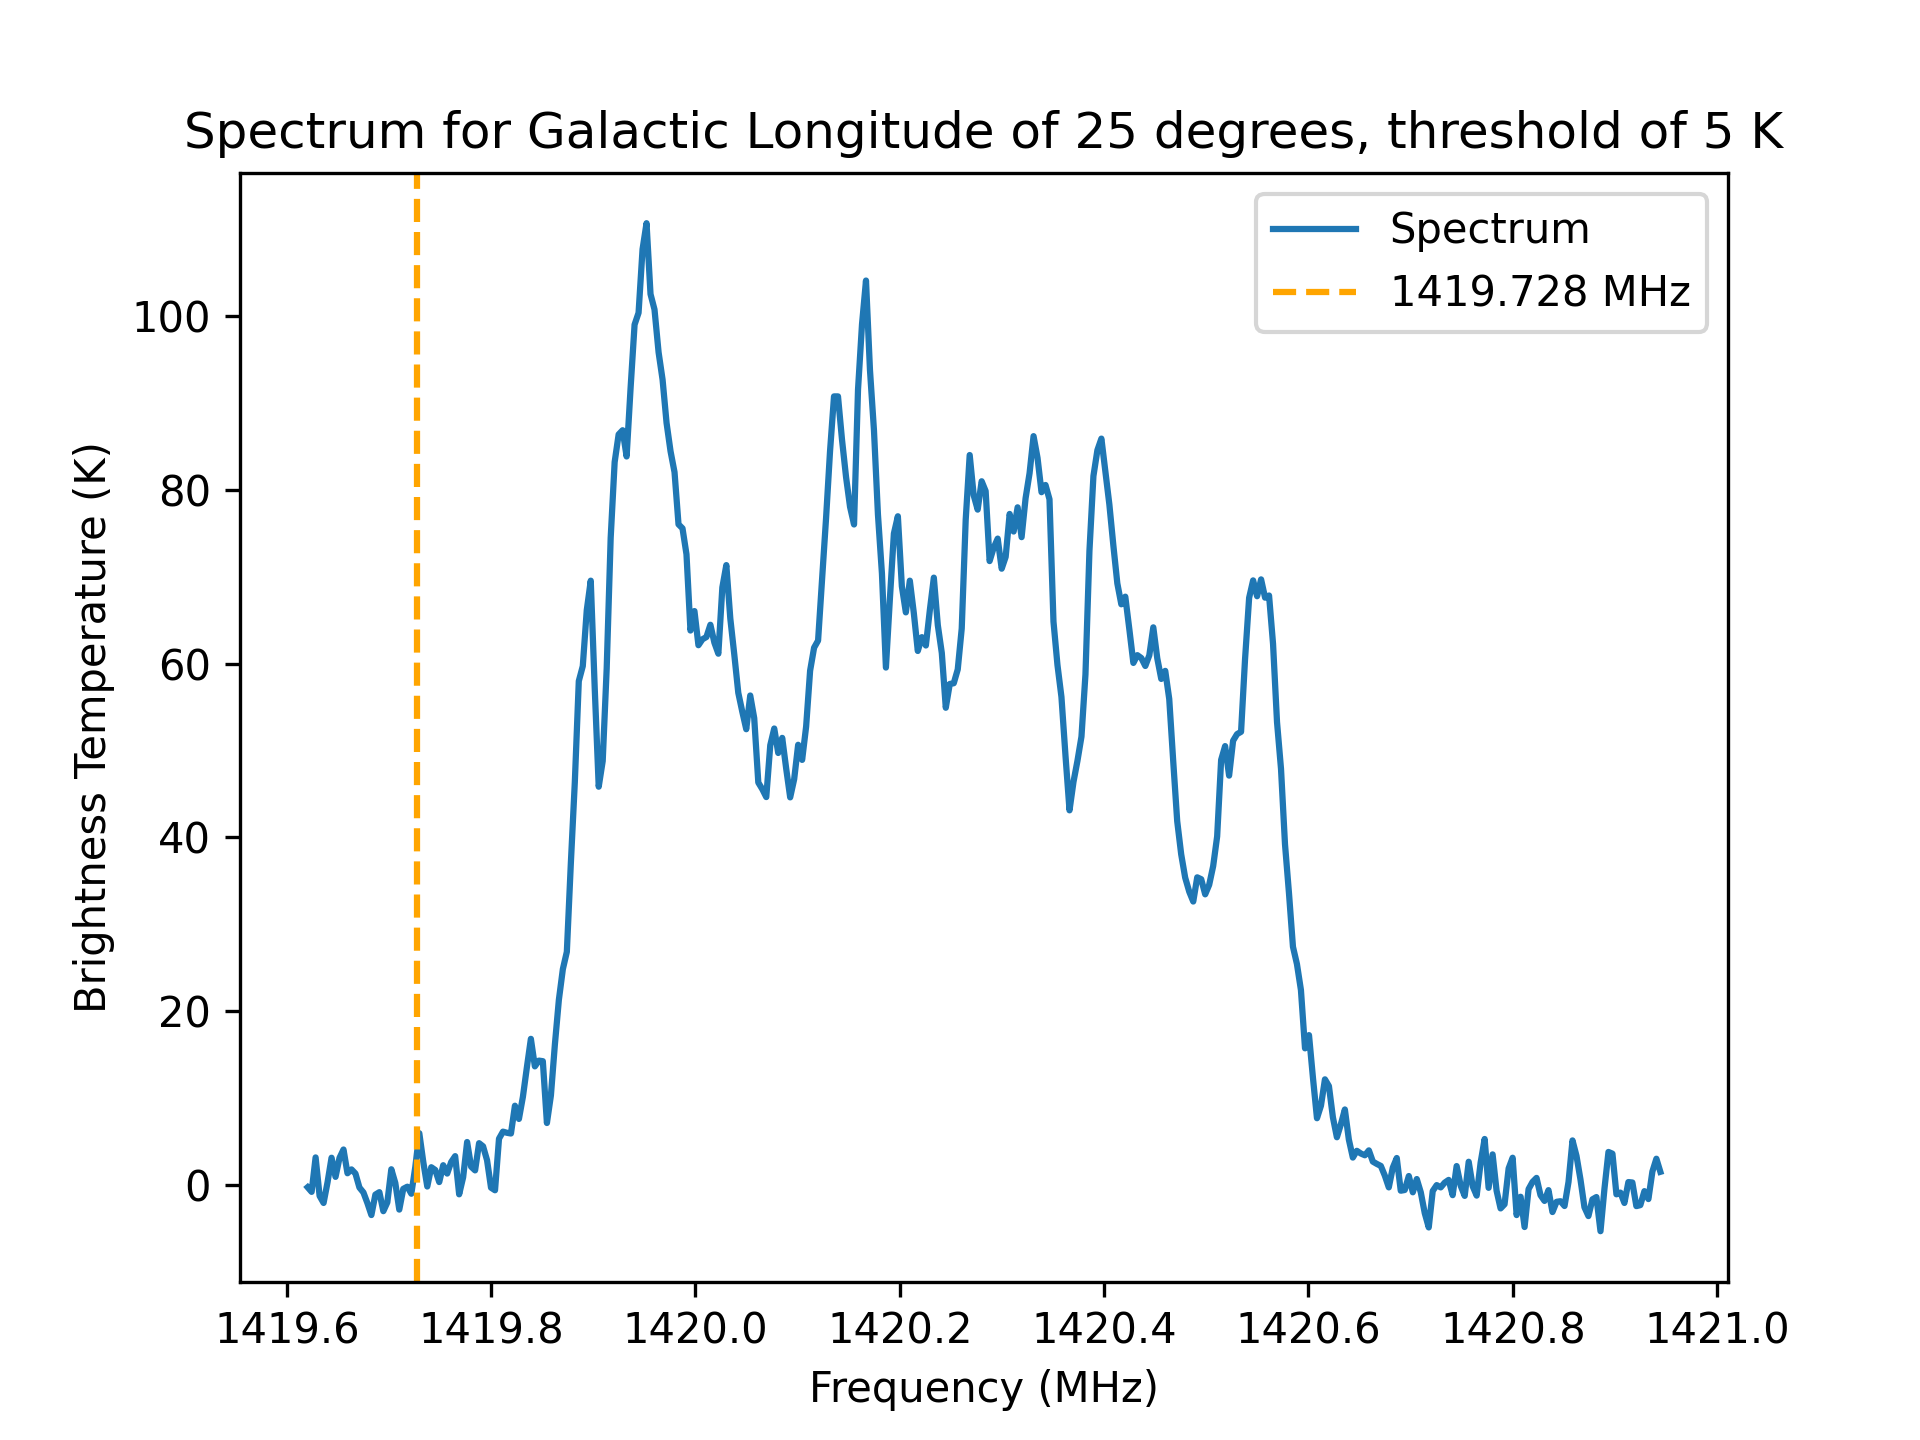 Spectrum for Galactic Longitude of 25 degrees, threshold of 5 K
Spectrum
1419.728 MHz
Brightness Temperature (K)
100
80
60
40
20
0
1419.6 1419.8 1420.0 1420.2 1420.4 1420.6 1420.8 1421.0
Frequency (MHz)